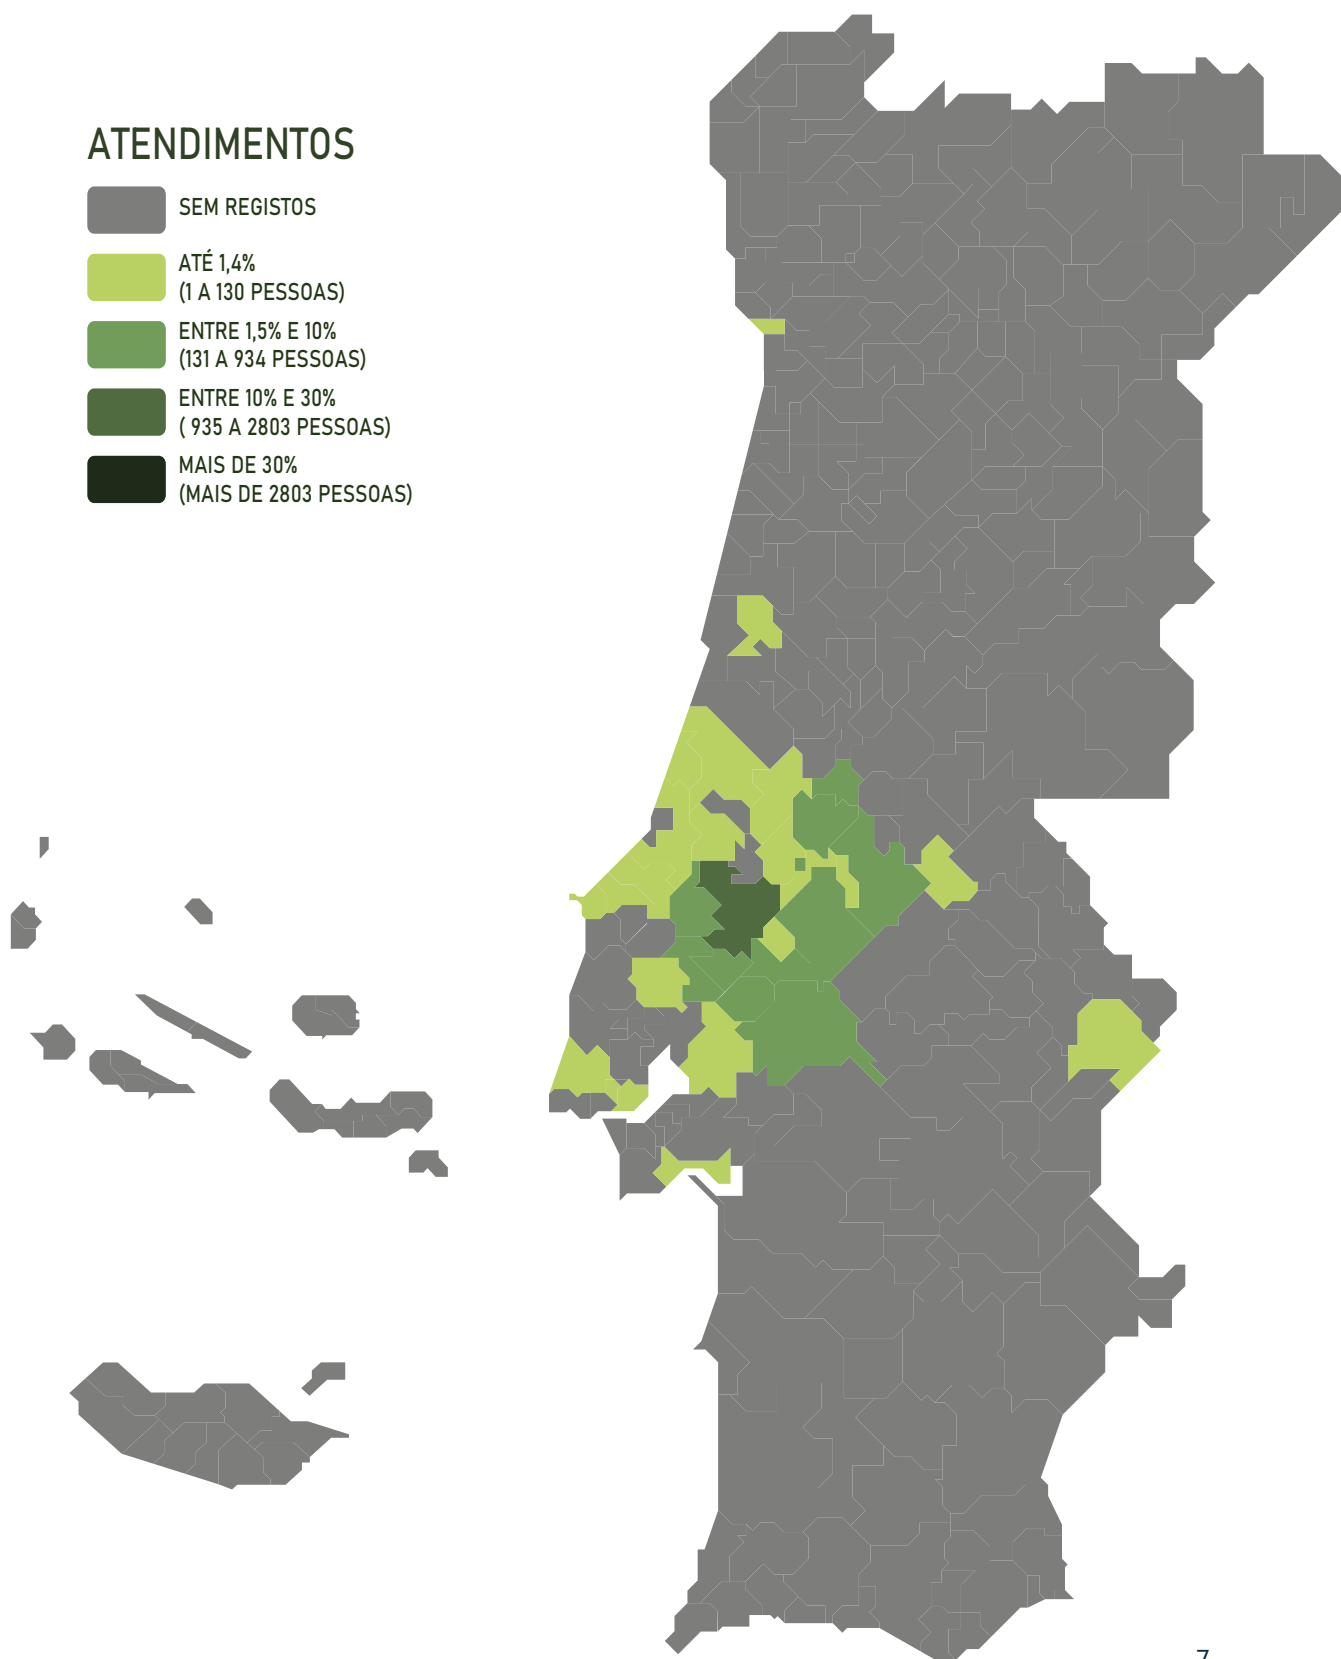 ATENDIMENTOS
SEM REGISTOS
ATÉ 1,4%
(1 A 130 PESSOAS)
ENTRE 1,5% E 10%
(131 A 934 PESSOAS)
ENTRE 10% E 30%
( 935 A 2803 PESSOAS)
MAIS DE 30%
(MAIS DE 2803 PESSOAS)
7